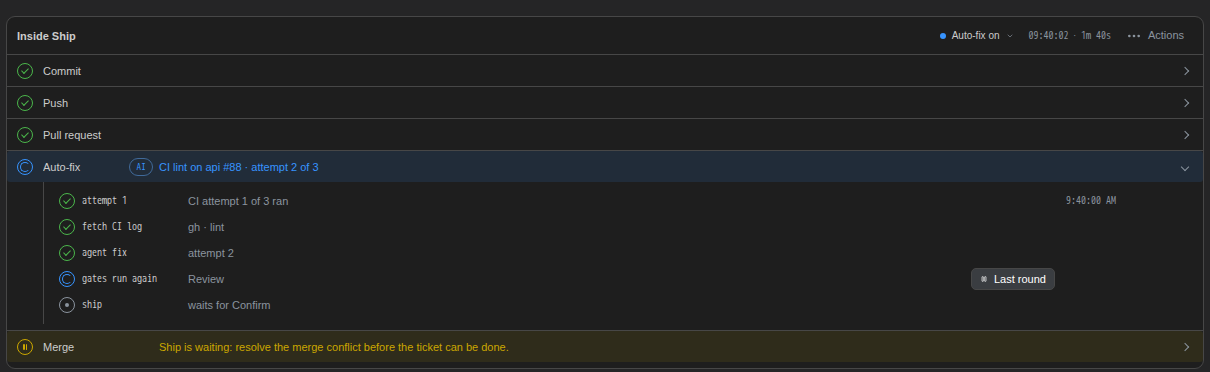 Inside Ship
Auto-fix on
09:40:02 · 1m 40s
Actions
Commit
Push
Pull request
Auto-fix AI CI lint on api #88 · attempt 2 of 3
attempt 1 CI attempt 1 of 3 ran 9:40:00 AM
fetch CI log gh · lint
agent fix attempt 2
gates run again Review Last round
ship waits for Confirm
Merge Ship is waiting: resolve the merge conflict before the ticket can be done.